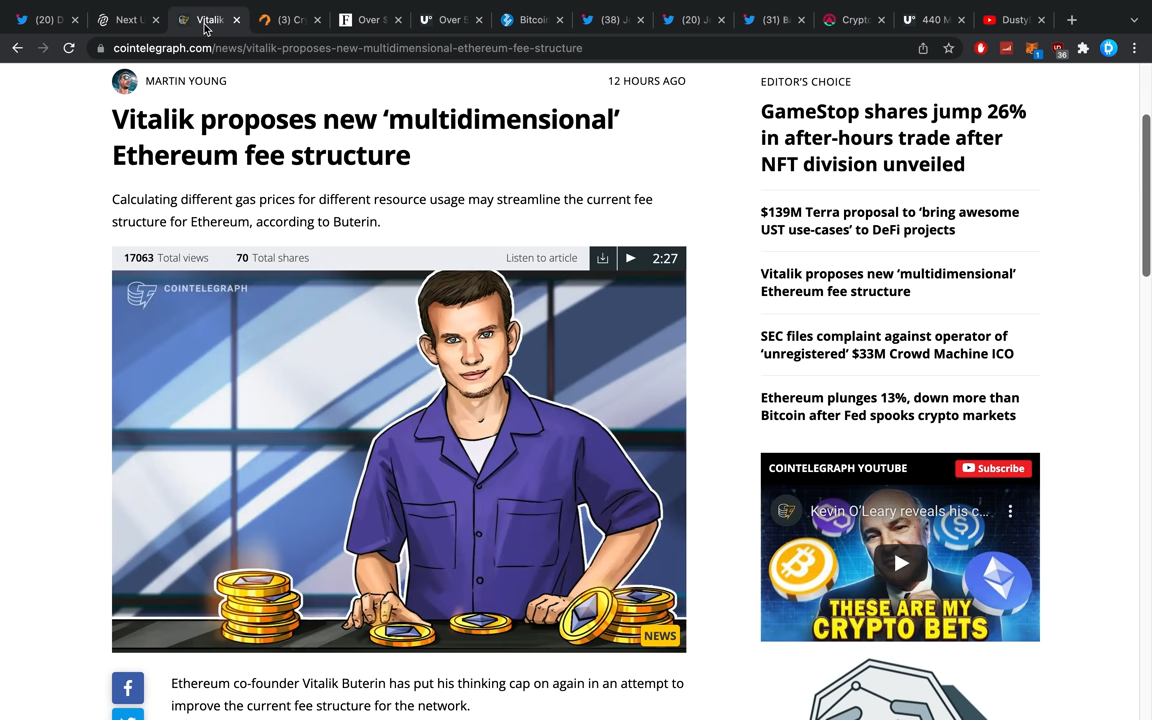 (20) D
Next U
Vitalik
(3) Cr
Over $
Over $
Bitcoin
(38) J
(20) J
(31) B
Crypto
440 M
DustyB
cointelegraph.com/news/vitalik-proposes-new-multidimensional-ethereum-fee-structure
1
36
MARTIN YOUNG
12 HOURS AGO
Vitalik proposes new ‘multidimensional’
Ethereum fee structure
Calculating different gas prices for different resource usage may streamline the current fee
structure for Ethereum, according to Buterin.
17063 Total views
70 Total shares
Listen to article
2:27
COINTELEGRAPH
NEWS
Ethereum co-founder Vitalik Buterin has put his thinking cap on again in an attempt to
improve the current fee structure for the network.
EDITOR’S CHOICE
GameStop shares jump 26%
in after-hours trade after
NFT division unveiled
$139M Terra proposal to ‘bring awesome
UST use-cases’ to DeFi projects
Vitalik proposes new ‘multidimensional’
Ethereum fee structure
SEC files complaint against operator of
‘unregistered’ $33M Crowd Machine ICO
Ethereum plunges 13%, down more than
Bitcoin after Fed spooks crypto markets
COINTELEGRAPH YOUTUBE
Subscribe
Kevin O’Leary reveals his c...
THESE ARE MY
CRYPTO BETS